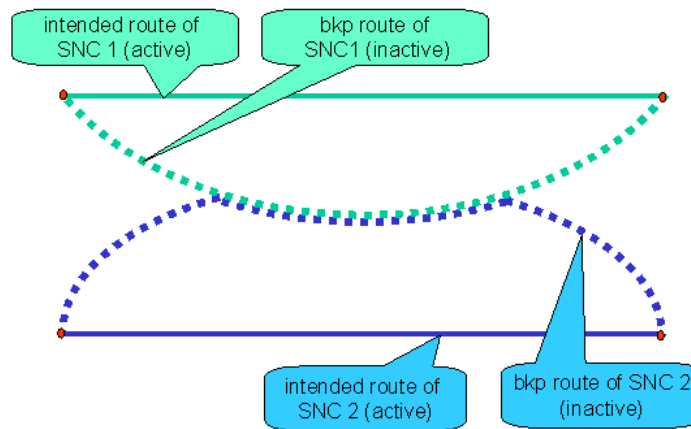 intended route of
SNC 1 (active)
bkp route of
SNC1 (inactive)
intended route of
SNC 2 (active)
bkp route of SNC 2
(inactive)